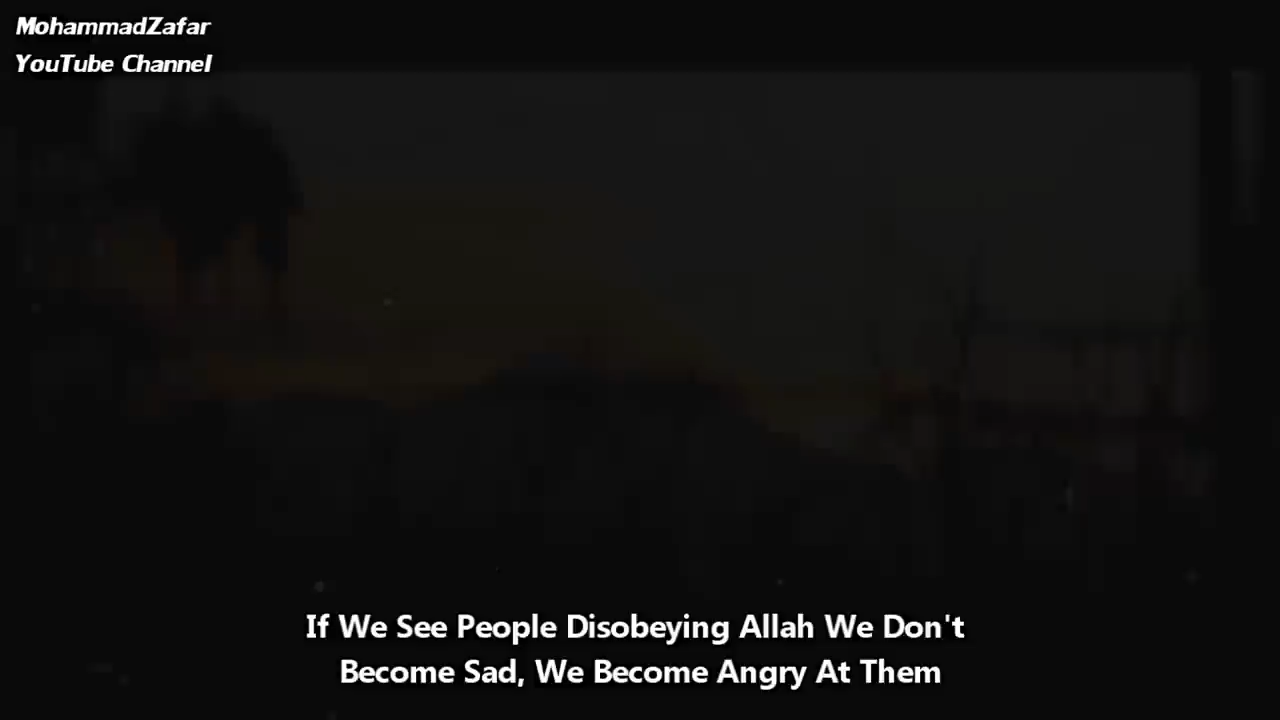 MohammadZafar
YouTube Channel
If We See People Disobeying Allah We Don't
Become Sad, We Become Angry At Them